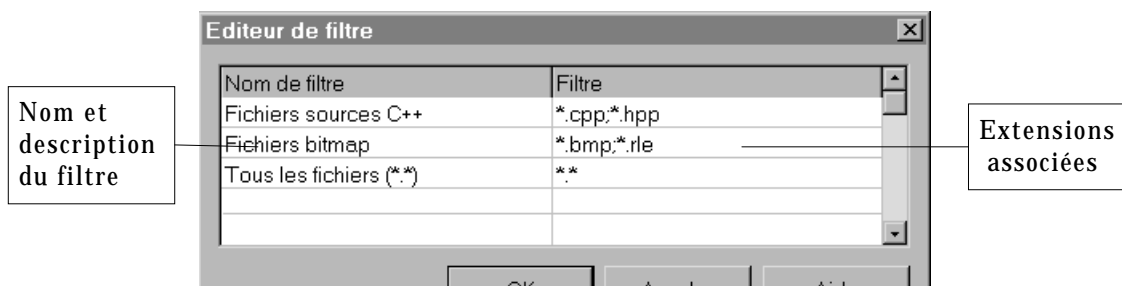 Editeur de filtre
Nom de filtre Filtre
Fichiers sources C++ *.cpp;*.hpp
Fichiers bitmap *.bmp;*.rle
Tous les fichiers (*.*) *.*
Nom et
description
du filtre
Extensions
associées
OK